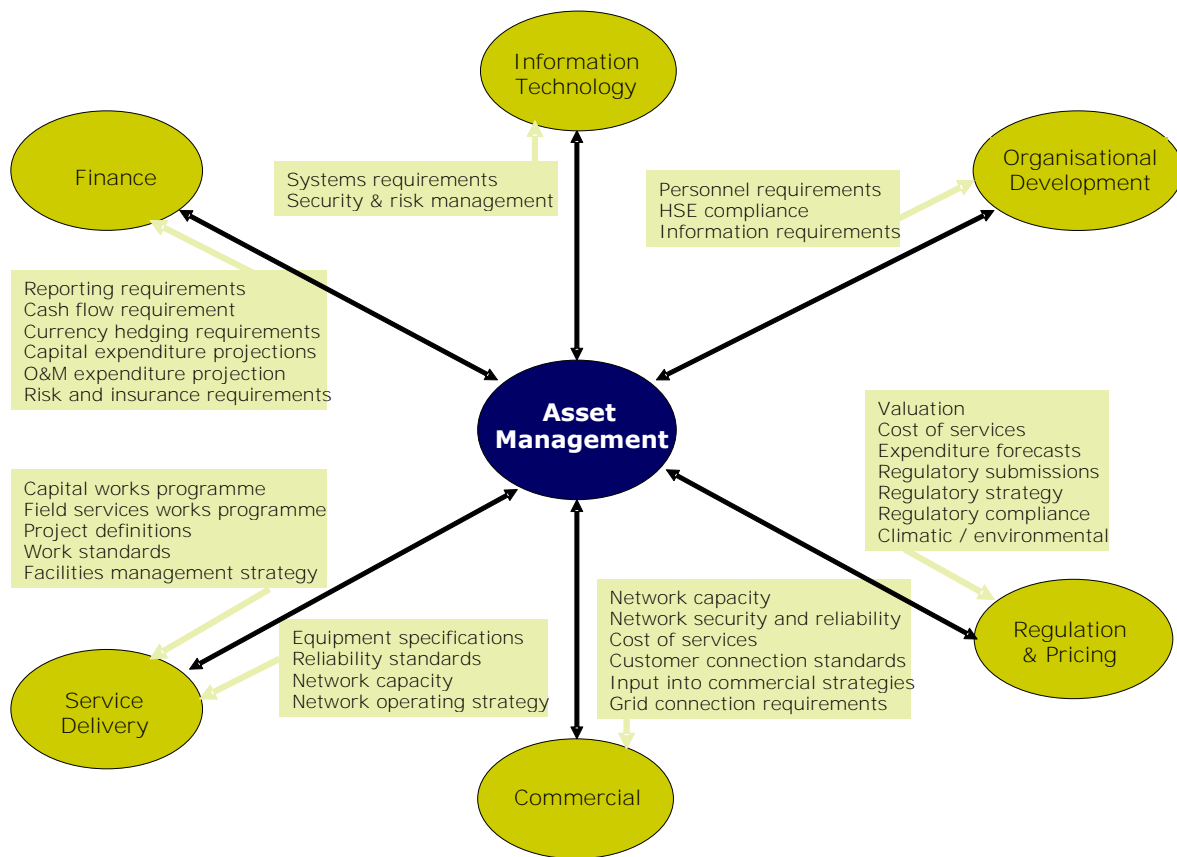 Information
Technology
Finance
Organisational
Development
Systems requirements
Security & risk management
Personnel requirements
HSE compliance
Information requirements
Reporting requirements
Cash flow requirement
Currency hedging requirements
Capital expenditure projections
O&M expenditure projection
Risk and insurance requirements
Asset
Management
Valuation
Cost of services
Expenditure forecasts
Regulatory submissions
Regulatory strategy
Regulatory compliance
Climatic / environmental
Capital works programme
Field services works programme
Project definitions
Work standards
Facilities management strategy
Equipment specifications
Reliability standards
Network capacity
Network operating strategy
Network capacity
Network security and reliability
Cost of services
Customer connection standards
Input into commercial strategies
Grid connection requirements
Regulation
& Pricing
Service
Delivery
Commercial